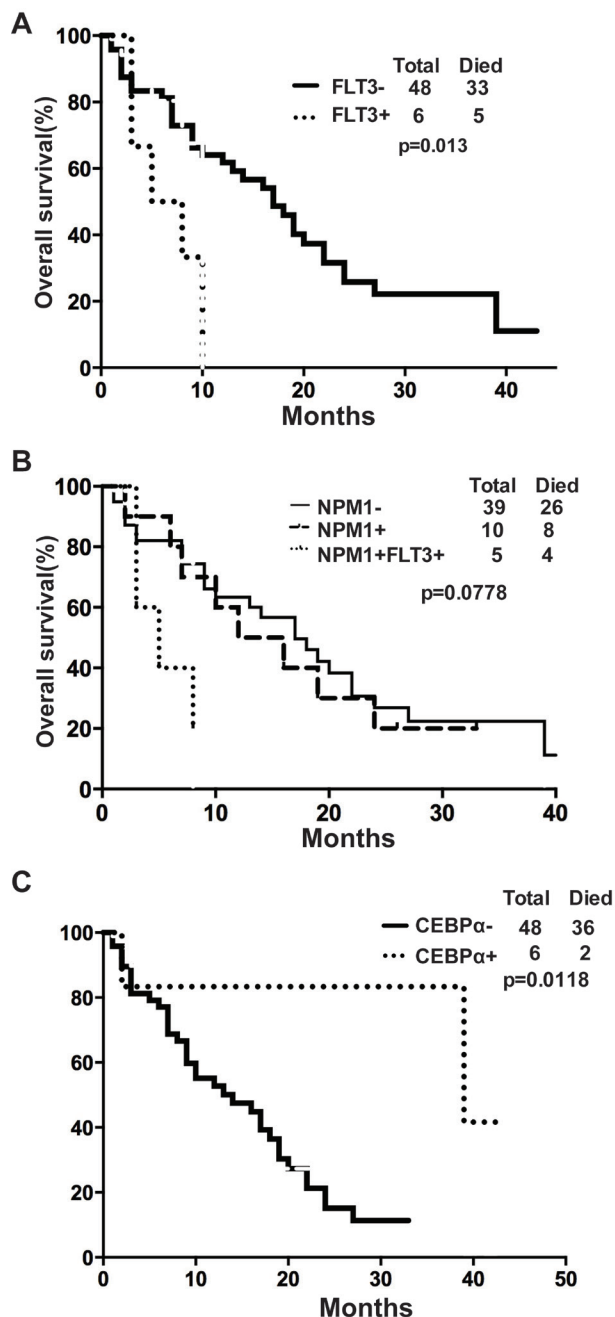 A
Total Died
FLT3- 48 33
FLT3+ 6 5
p=0.013
Overall survival(%)
100
80
60
40
20
0
0 10 20 30 40
Months
B
Total Died
NPM1- 39 26
NPM1+ 10 8
NPM1+FLT3+ 5 4
p=0.0778
Overall survival(%)
100
80
60
40
20
0
0 10 20 30 40
Months
C
Total Died
CEBPα- 48 36
CEBPα+ 6 2
p=0.0118
100
80
60
40
20
0
0 10 20 30 40 50
Months